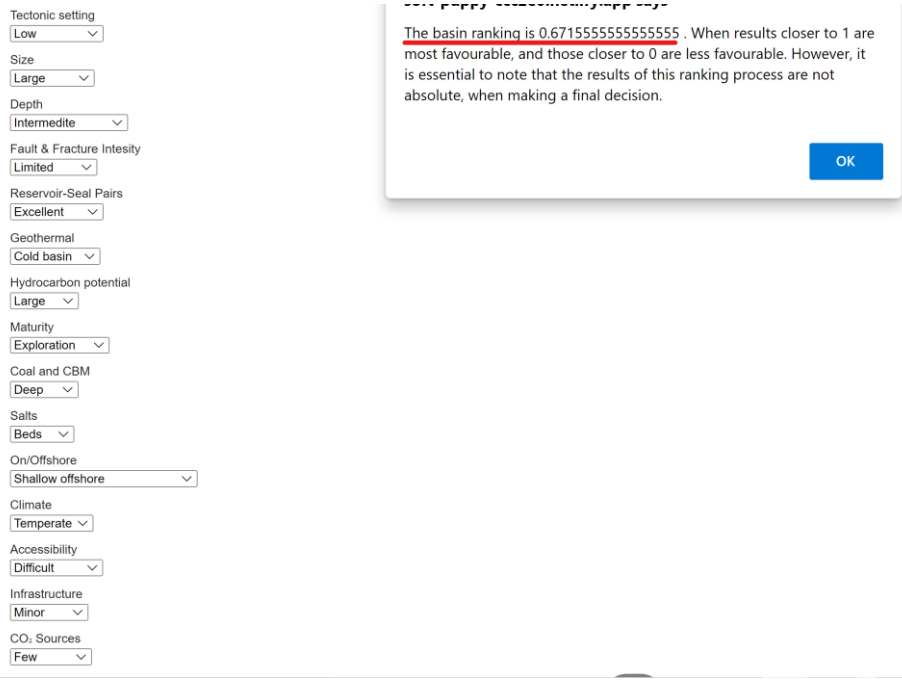 Tectonic setting
Low
Size
Large
Depth
Intermedite
Fault & Fracture Intesity
Limited
Reservoir-Seal Pairs
Excellent
Geothermal
Cold basin
Hydrocarbon potential
Large
Maturity
Exploration
Coal and CBM
Deep
Salts
Beds
On/Offshore
Shallow offshore
Climate
Temperate
Accessibility
Difficult
Infrastructure
Minor
CO₂ Sources
Few
says
The basin ranking is 0.6715555555555555 . When results closer to 1 are
most favourable, and those closer to 0 are less favourable. However, it
is essential to note that the results of this ranking process are not
absolute, when making a final decision.
OK